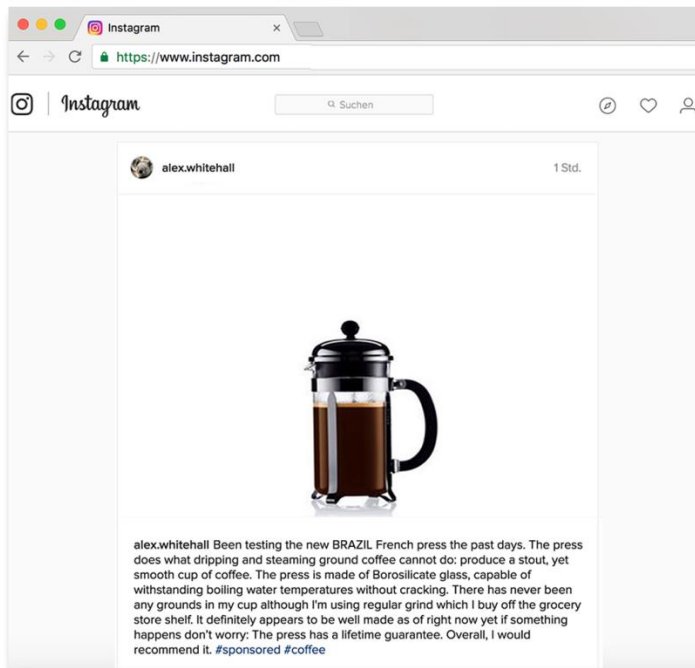 Instagram
https://www.instagram.com
Instagram
Suchen
alex.whitehall
1 Std.
alex.whitehall Been testing the new BRAZIL French press the past days. The press
does what dripping and steaming ground coffee cannot do: produce a stout, yet
smooth cup of coffee. The press is made of Borosilicate glass, capable of
withstanding boiling water temperatures without cracking. There has never been
any grounds in my cup although I'm using regular grind which I buy off the grocery
store shelf. It definitely appears to be well made as of right now yet if something
happens don't worry: The press has a lifetime guarantee. Overall, I would
recommend it. #sponsored #coffee